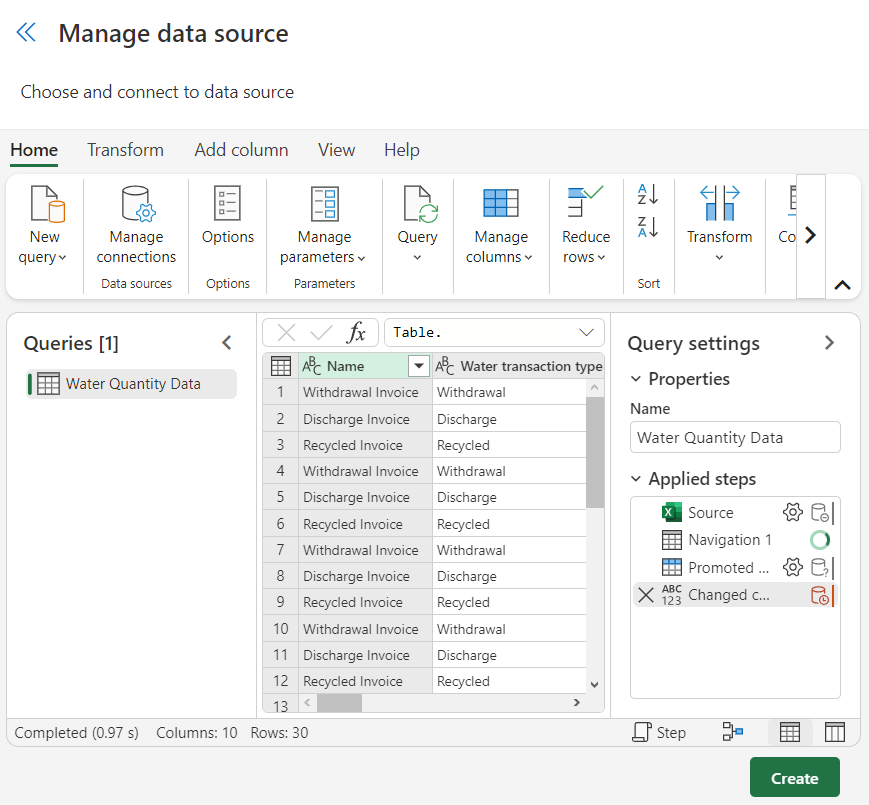 Manage data source
Choose and connect to data source
Home Transform Add column View Help
New query
Manage connections
Data sources
Options
Options
Manage parameters
Parameters
Query
Manage columns
Reduce rows
A Z
Z A
Sort
Transform
Co
Queries [1]
Water Quantity Data
fx
Table.
ABC Name
ABC Water transaction type
1 Withdrawal Invoice Withdrawal
2 Discharge Invoice Discharge
3 Recycled Invoice Recycled
4 Withdrawal Invoice Withdrawal
5 Discharge Invoice Discharge
6 Recycled Invoice Recycled
7 Withdrawal Invoice Withdrawal
8 Discharge Invoice Discharge
9 Recycled Invoice Recycled
10 Withdrawal Invoice Withdrawal
11 Discharge Invoice Discharge
12 Recycled Invoice Recycled
13
Query settings
Properties
Name
Water Quantity Data
Applied steps
Source
Navigation 1
Promoted ...
ABC 123 Changed c...
Completed (0.97 s) Columns: 10 Rows: 30
Step
Create